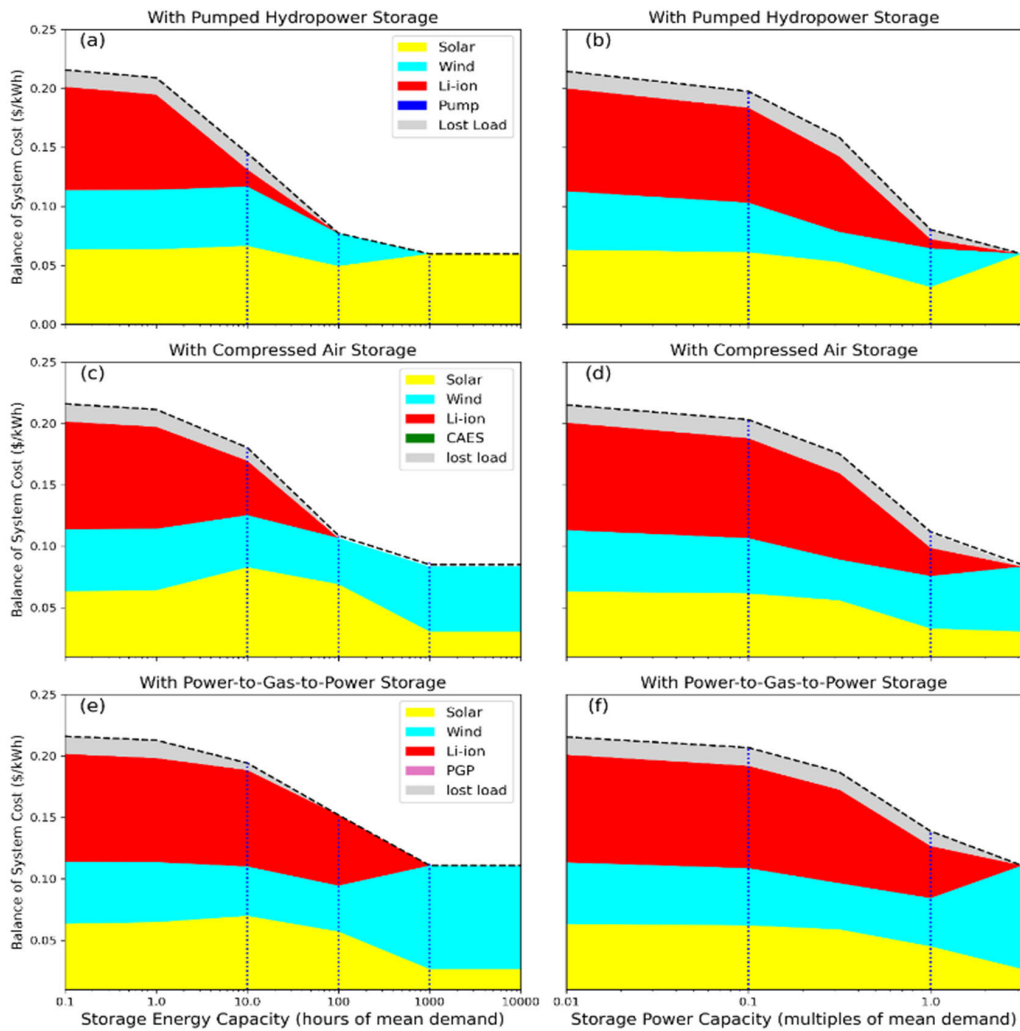 With Pumped Hydropower Storage
With Pumped Hydropower Storage
Balance of System Cost ($/kWh)
0.25
0.20
0.15
0.10
0.05
0.00
(a)
Solar
Wind
Li-ion
Pump
Lost Load
(b)
With Compressed Air Storage
With Compressed Air Storage
Balance of System Cost ($/kWh)
0.25
0.20
0.15
0.10
0.05
(c)
Solar
Wind
Li-ion
CAES
lost load
(d)
With Power-to-Gas-to-Power Storage
With Power-to-Gas-to-Power Storage
Balance of System Cost ($/kWh)
0.25
0.20
0.15
0.10
0.05
(e)
Solar
Wind
Li-ion
PGP
lost load
(f)
0.1 1.0 10.0 100 1000 10000
0.01 0.1 1.0
Storage Energy Capacity (hours of mean demand)
Storage Power Capacity (multiples of mean demand)